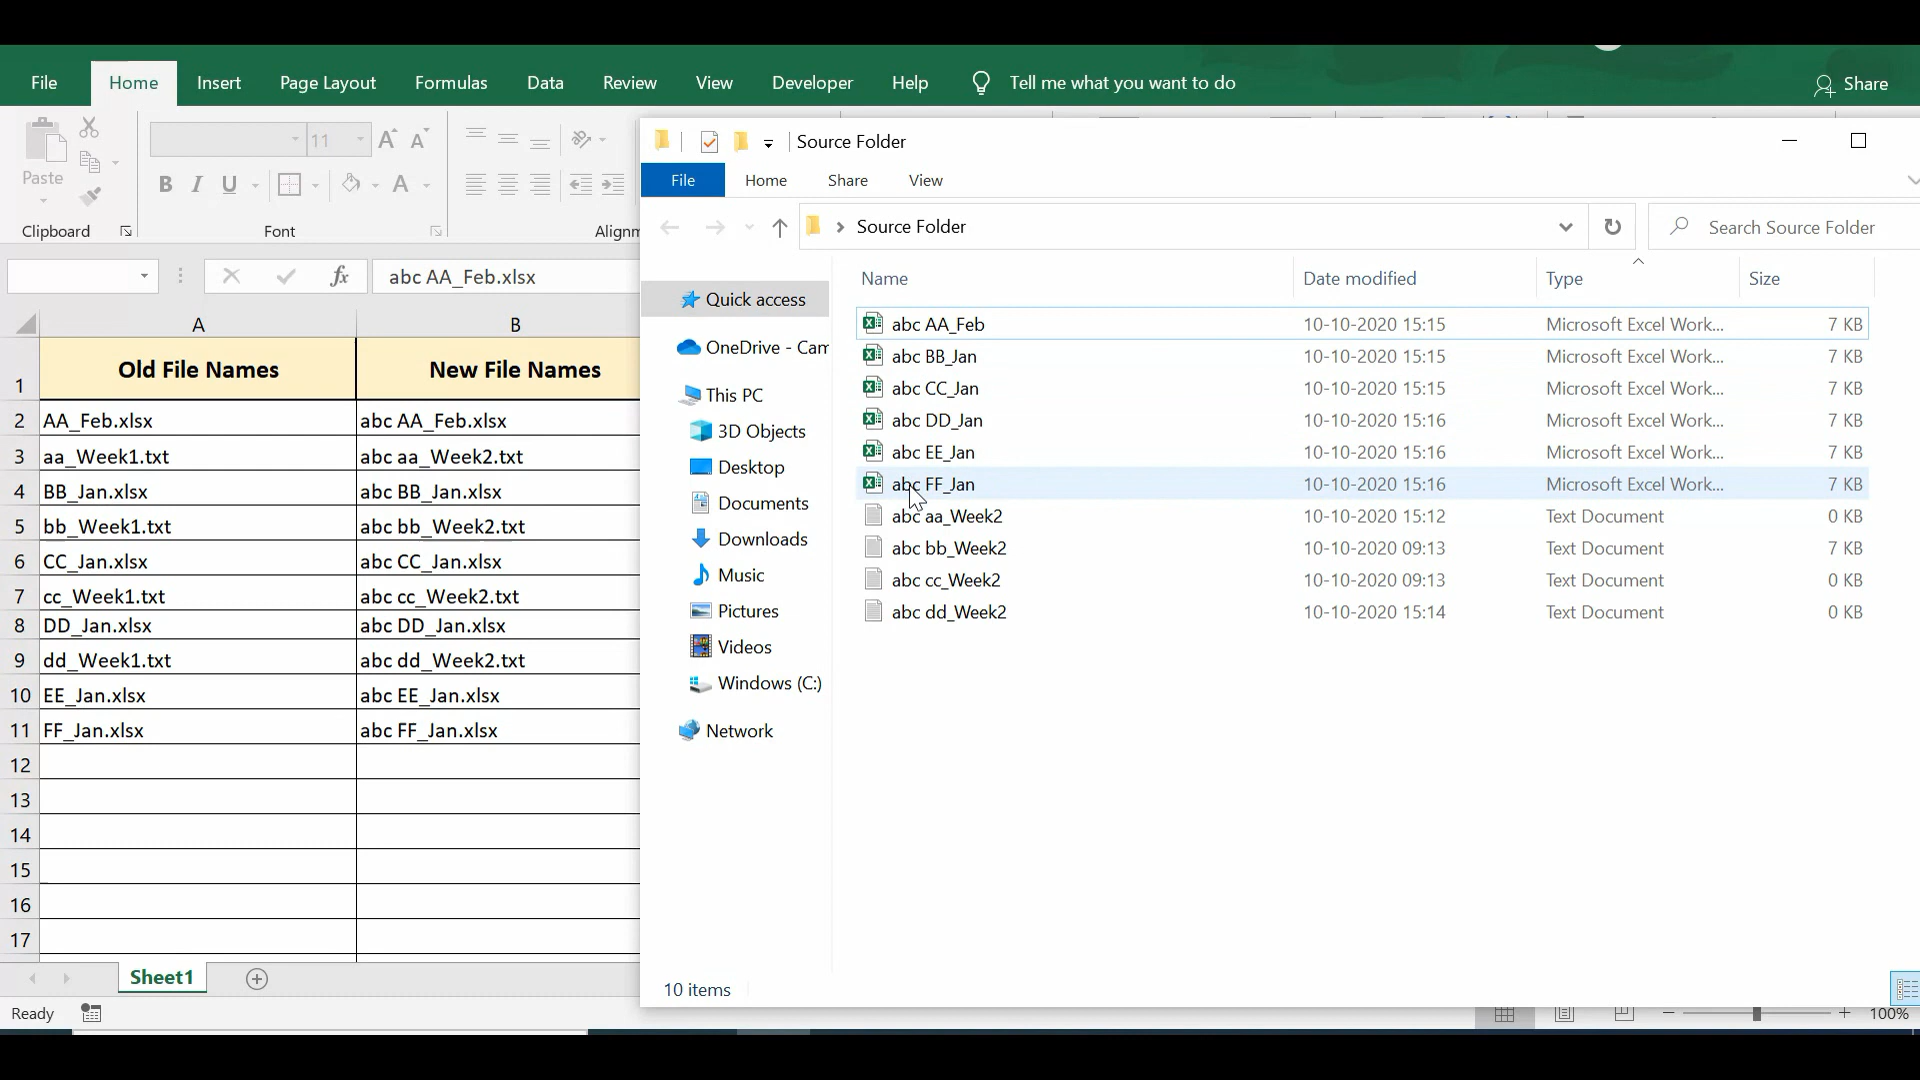 File Home Insert Page Layout Formulas Data Review View Developer Help Tell me what you want to do Share
Paste
11
B I U A
Clipboard Font Alignm
fx abc AA_Feb.xlsx
A B
1 Old File Names New File Names
2 AA_Feb.xlsx abc AA_Feb.xlsx
3 aa_Week1.txt abc aa_Week2.txt
4 BB_Jan.xlsx abc BB_Jan.xlsx
5 bb_Week1.txt abc bb_Week2.txt
6 CC_Jan.xlsx abc CC_Jan.xlsx
7 cc_Week1.txt abc cc_Week2.txt
8 DD_Jan.xlsx abc DD_Jan.xlsx
9 dd_Week1.txt abc dd_Week2.txt
10 EE_Jan.xlsx abc EE_Jan.xlsx
11 FF_Jan.xlsx abc FF_Jan.xlsx
12
13
14
15
16
17
Sheet1
Ready
100%
Source Folder
File Home Share View
Source Folder
Search Source Folder
Quick access
OneDrive - Cam
This PC
3D Objects
Desktop
Documents
Downloads
Music
Pictures
Videos
Windows (C:)
Network
Name Date modified Type Size
abc AA_Feb 10-10-2020 15:15 Microsoft Excel Work... 7 KB
abc BB_Jan 10-10-2020 15:15 Microsoft Excel Work... 7 KB
abc CC_Jan 10-10-2020 15:15 Microsoft Excel Work... 7 KB
abc DD_Jan 10-10-2020 15:16 Microsoft Excel Work... 7 KB
abc EE_Jan 10-10-2020 15:16 Microsoft Excel Work... 7 KB
abc FF_Jan 10-10-2020 15:16 Microsoft Excel Work... 7 KB
abc aa_Week2 10-10-2020 15:12 Text Document 0 KB
abc bb_Week2 10-10-2020 09:13 Text Document 7 KB
abc cc_Week2 10-10-2020 09:13 Text Document 0 KB
abc dd_Week2 10-10-2020 15:14 Text Document 0 KB
10 items